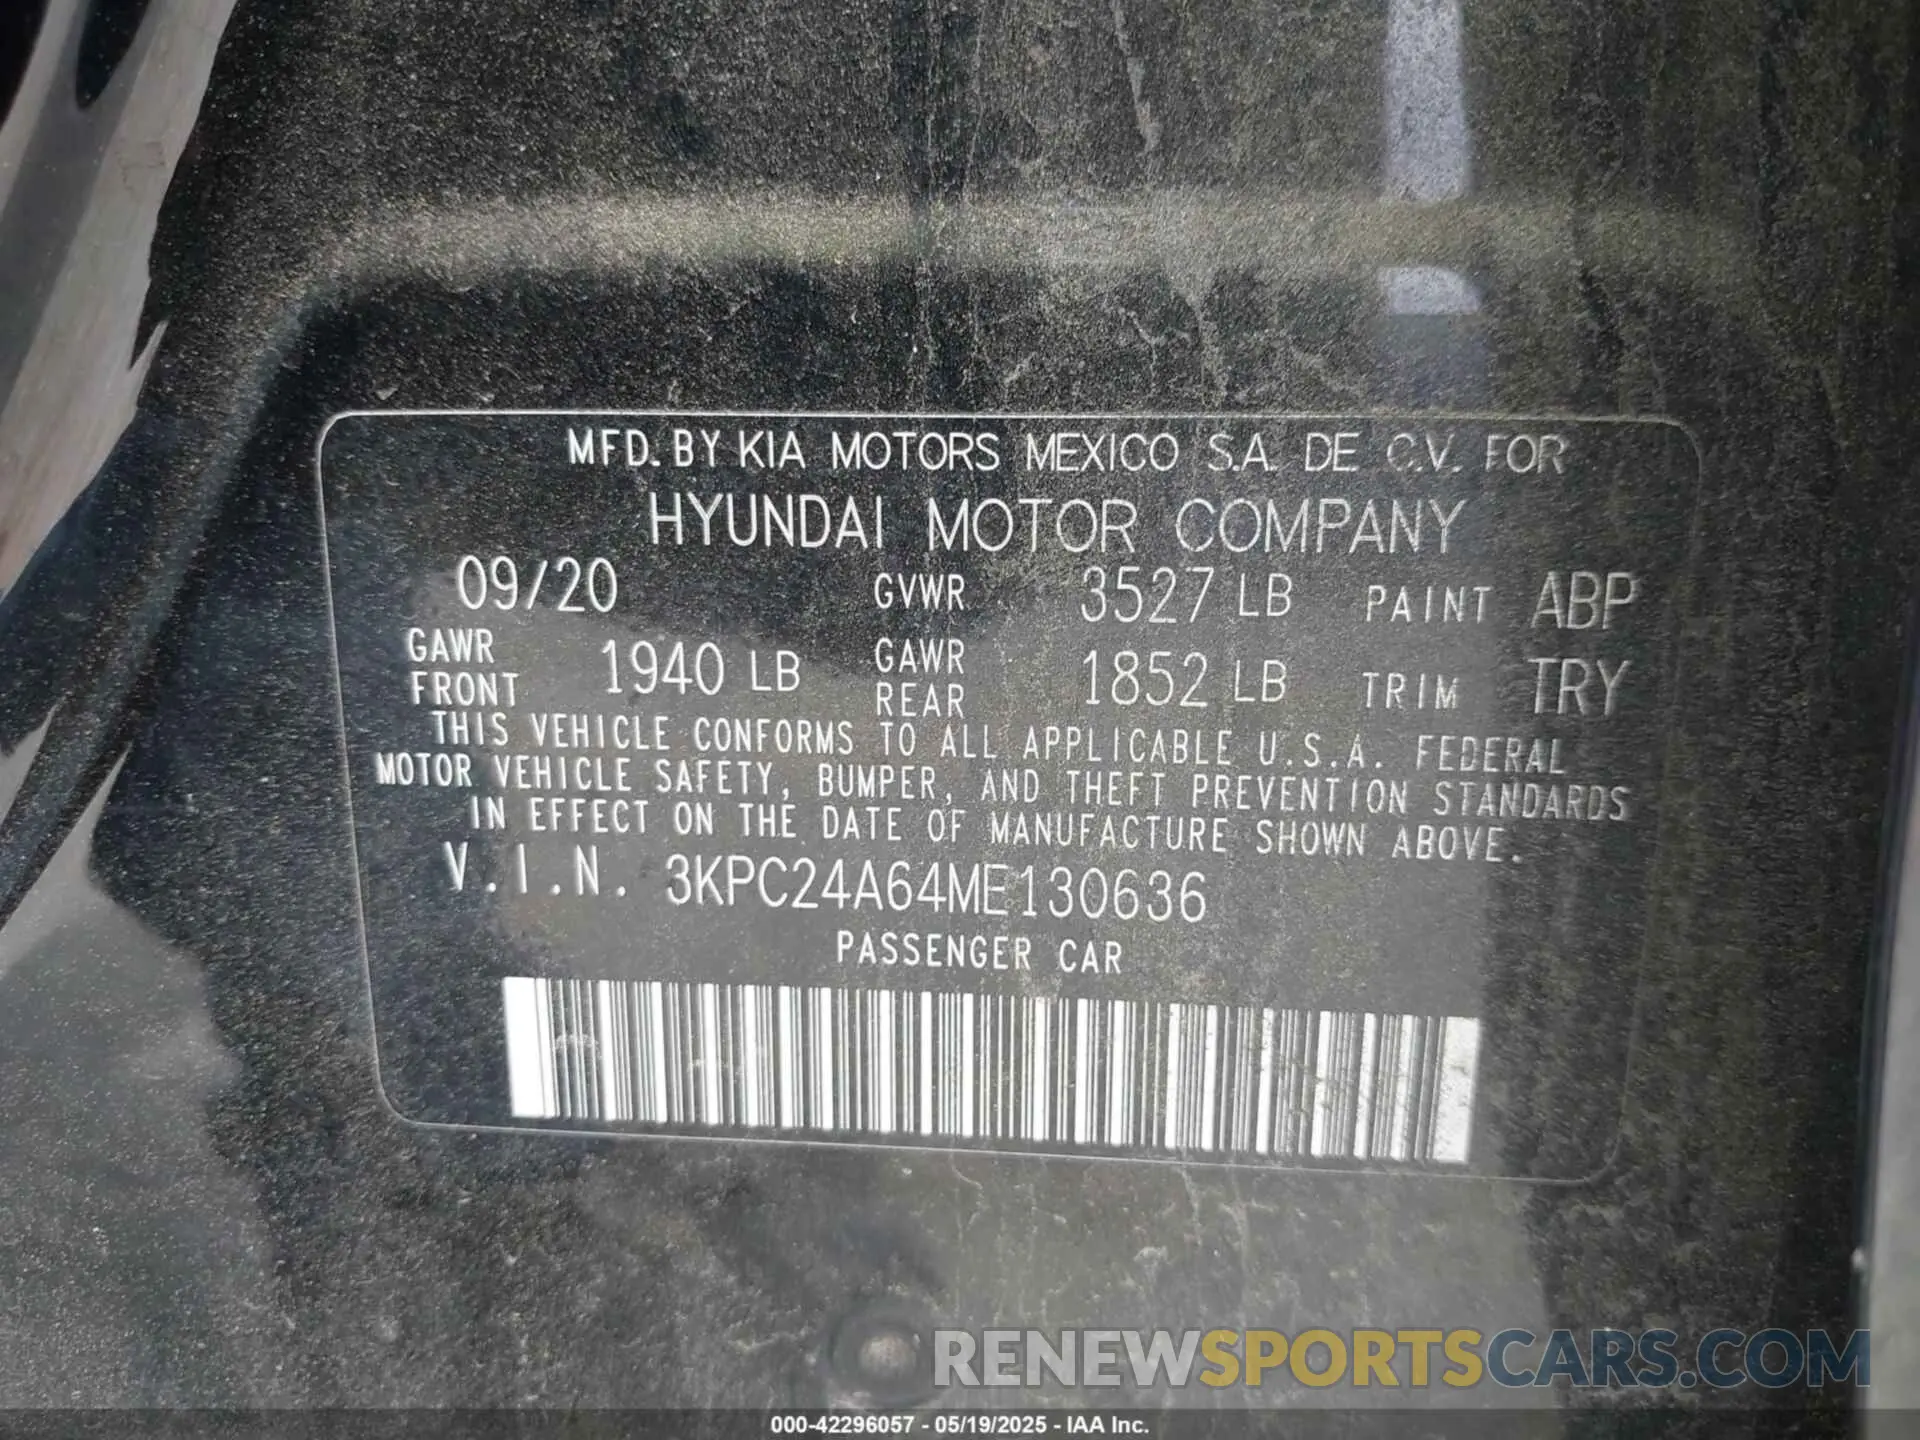 MFD. BY KIA MOTORS MEXICO S.A. DE C.V. FOR
HYUNDAI MOTOR COMPANY
09/20 GVWR 3527 LB PAINT ABP
GAWR FRONT 1940 LB GAWR REAR 1852 LB TRIM TRY
THIS VEHICLE CONFORMS TO ALL APPLICABLE U.S.A. FEDERAL
MOTOR VEHICLE SAFETY, BUMPER, AND THEFT PREVENTION STANDARDS
IN EFFECT ON THE DATE OF MANUFACTURE SHOWN ABOVE.
V.I.N. 3KPC24A64ME130636
PASSENGER CAR
RENEWSPORTSCARS.COM
000-42296057 - 05/19/2025 - IAA Inc.